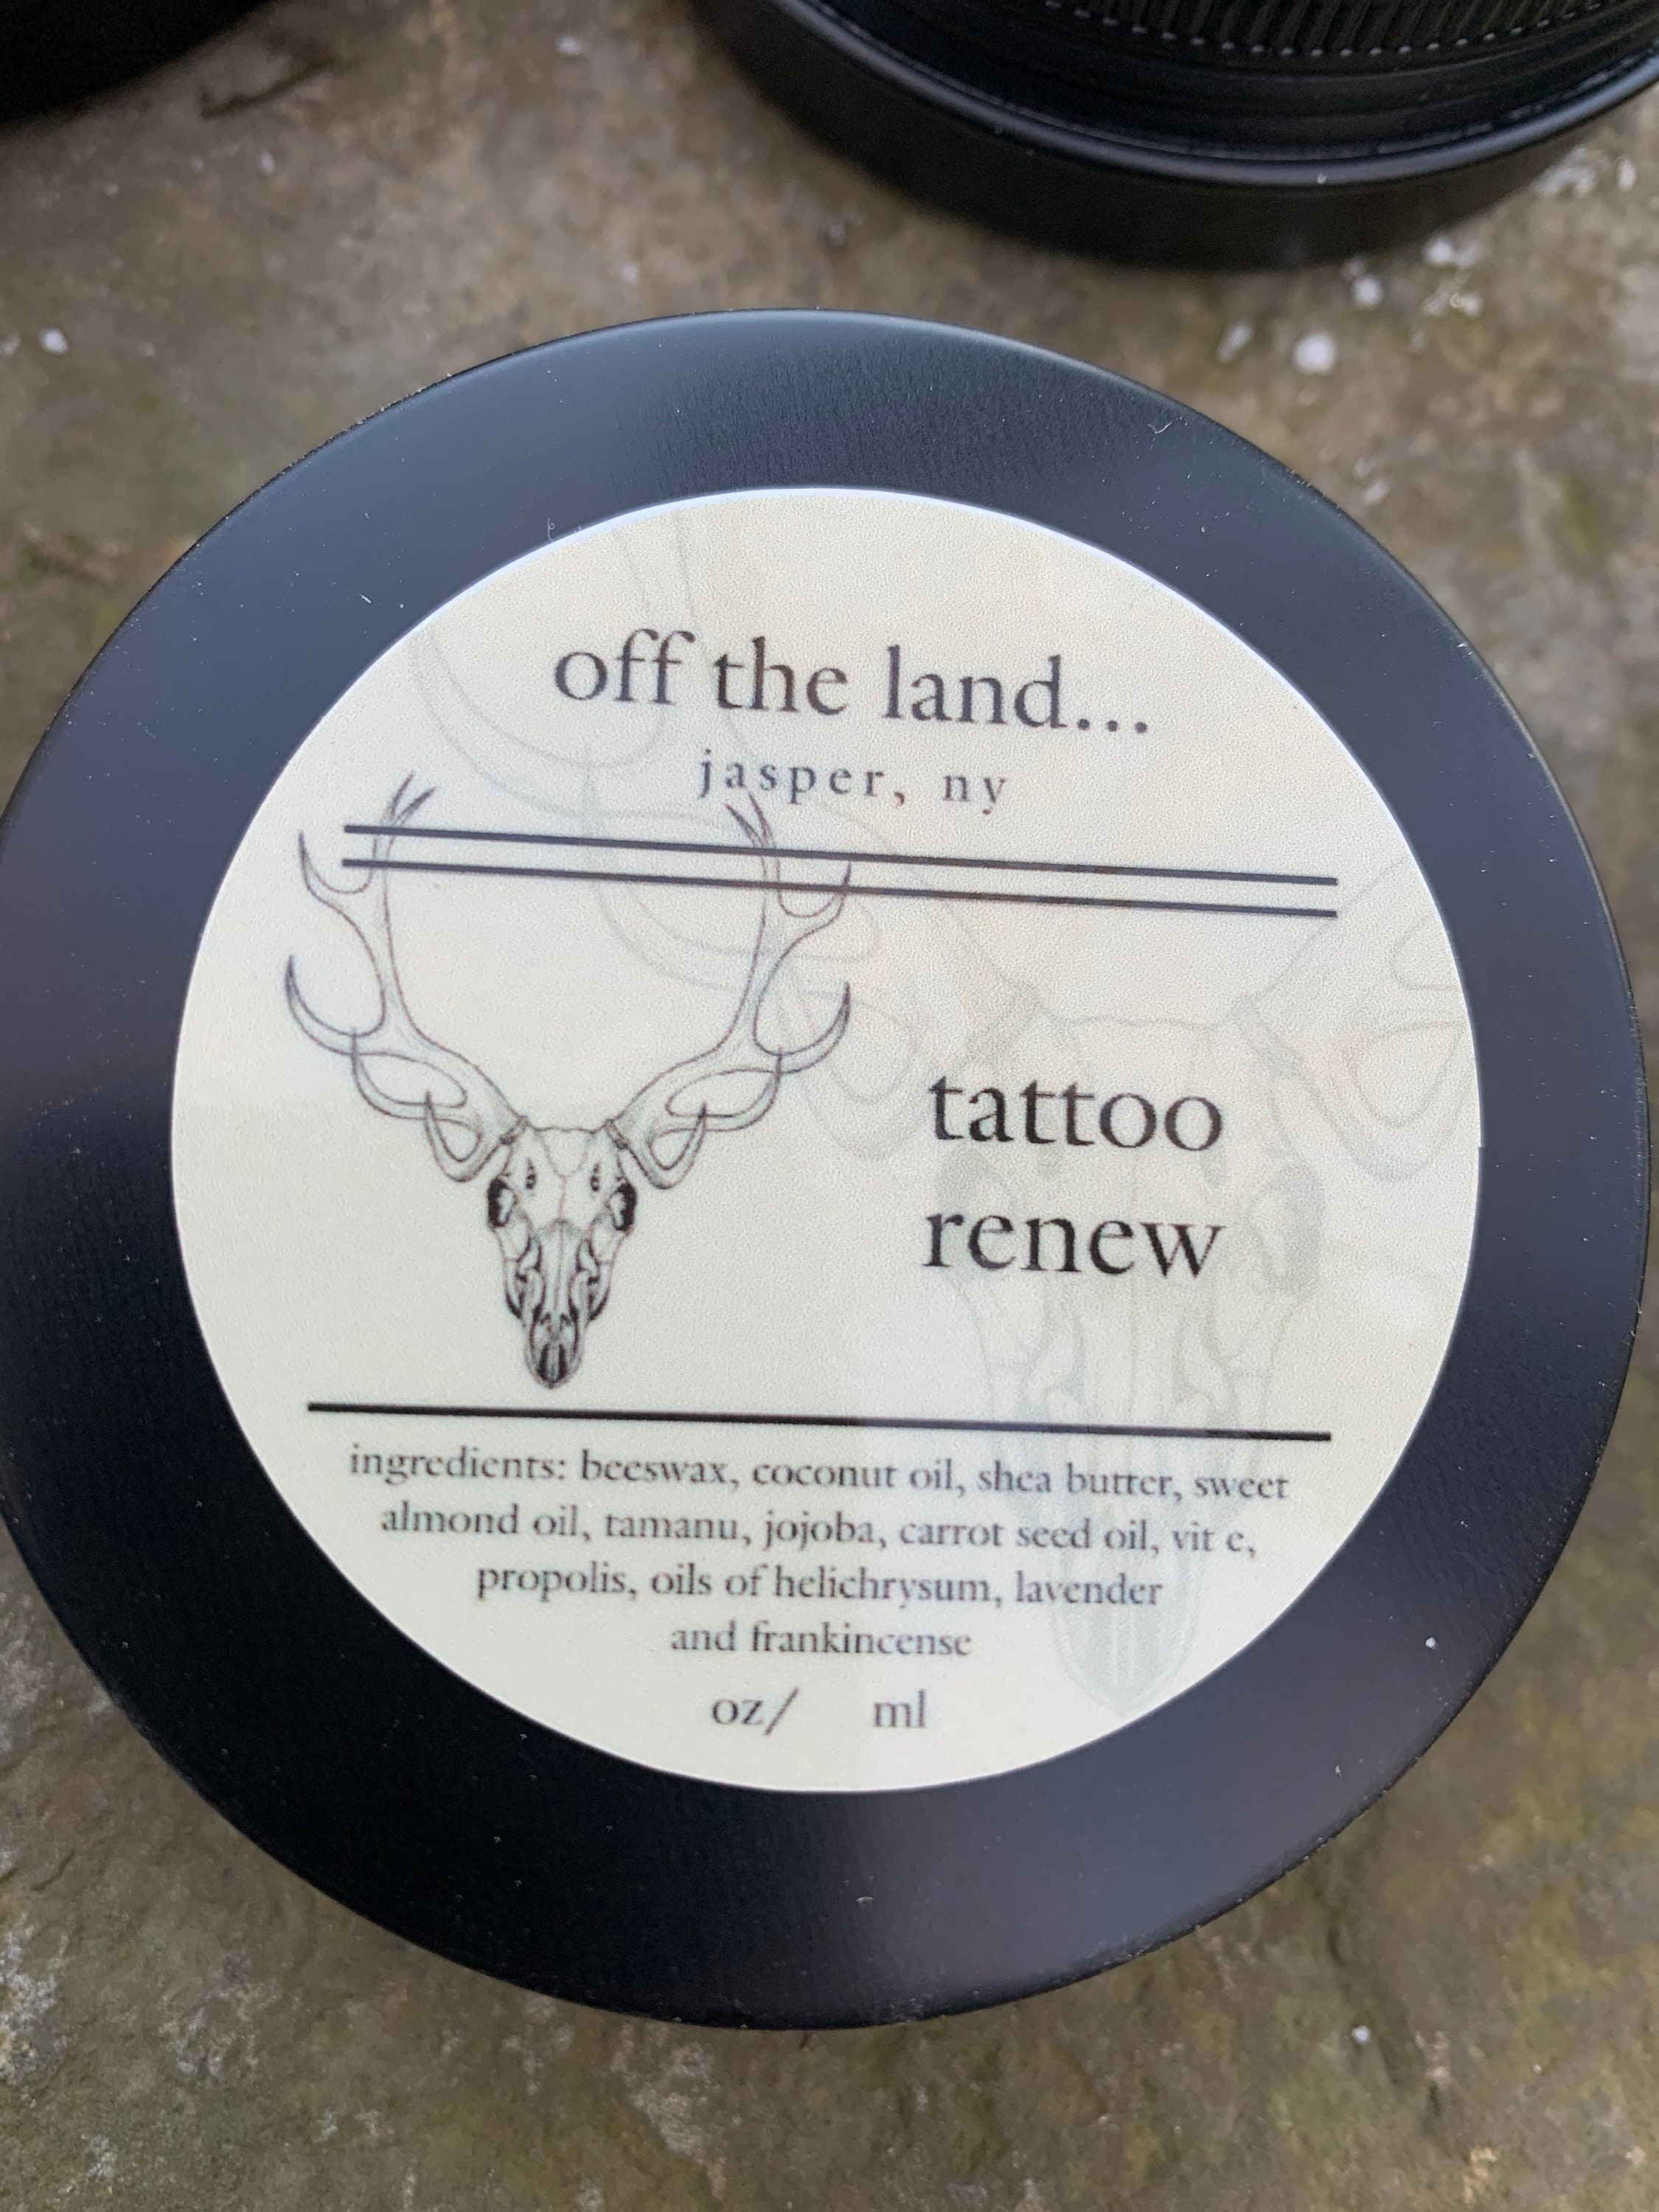 off the land...
jasper, ny
tattoo
renew
ingredients: beeswax, coconut oil, shea butter, sweet
almond oil, tamanu, jojoba, carrot seed oil, vit e,
propolis, oils of helichrysum, lavender
and frankincense
oz/ ml